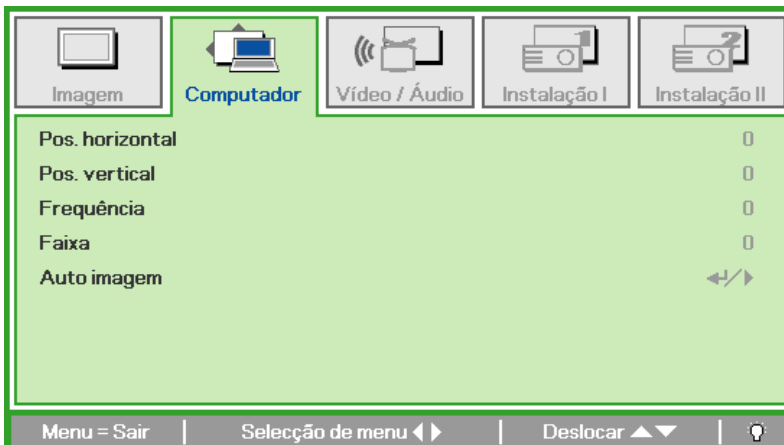 Imagem Computador Vídeo / Áudio Instalação I Instalação II
Pos. horizontal 0
Pos. vertical 0
Frequência 0
Faixa 0
Auto imagem
Menu = Sair Selecção de menu Deslocar